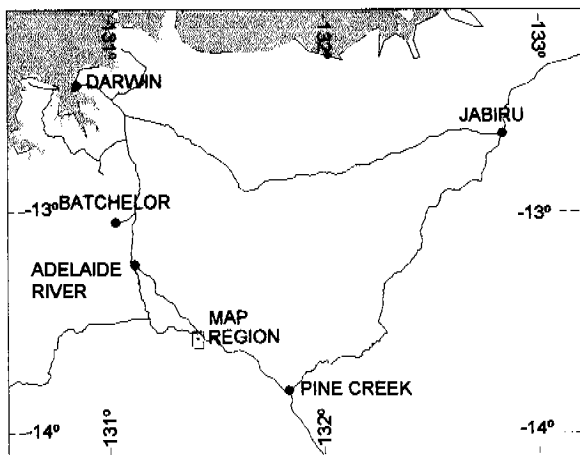 131º
132º
133º
DARWIN
JABIRU
-13º
BATCHELOR
-13º
ADELAIDE
RIVER
MAP
REGION
PINE CREEK
-14º
131º
132º
-14º